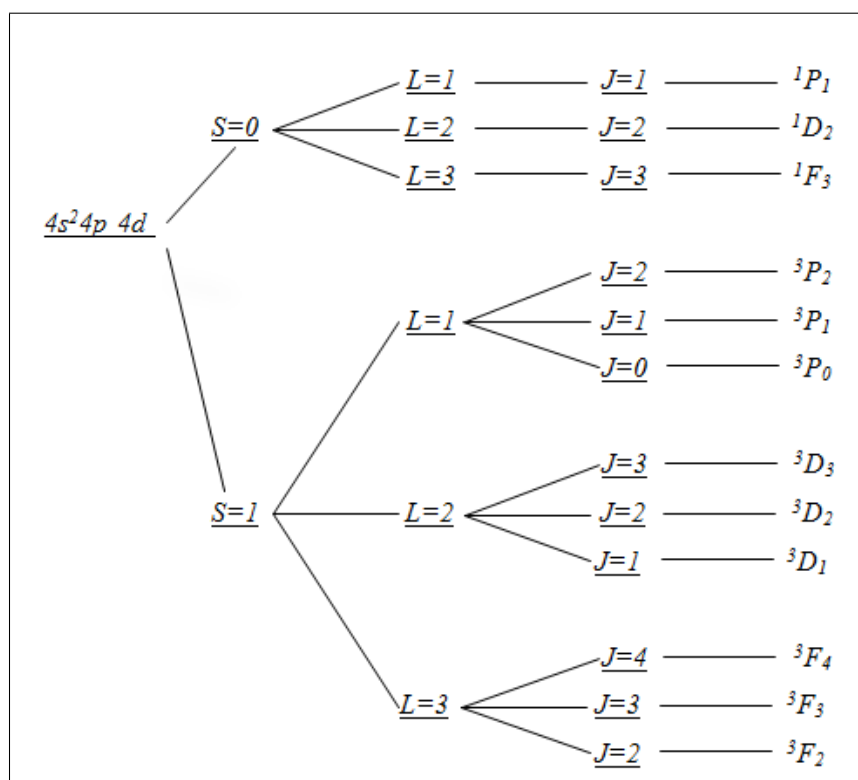 L=1 J=1 ¹P₁
S=0 L=2 J=2 ¹D₂
L=3 J=3 ¹F₃
4s²4p 4d
J=2 ³P₂
L=1 J=1 ³P₁
J=0 ³P₀
J=3 ³D₃
S=1 L=2 J=2 ³D₂
J=1 ³D₁
J=4 ³F₄
L=3 J=3 ³F₃
J=2 ³F₂